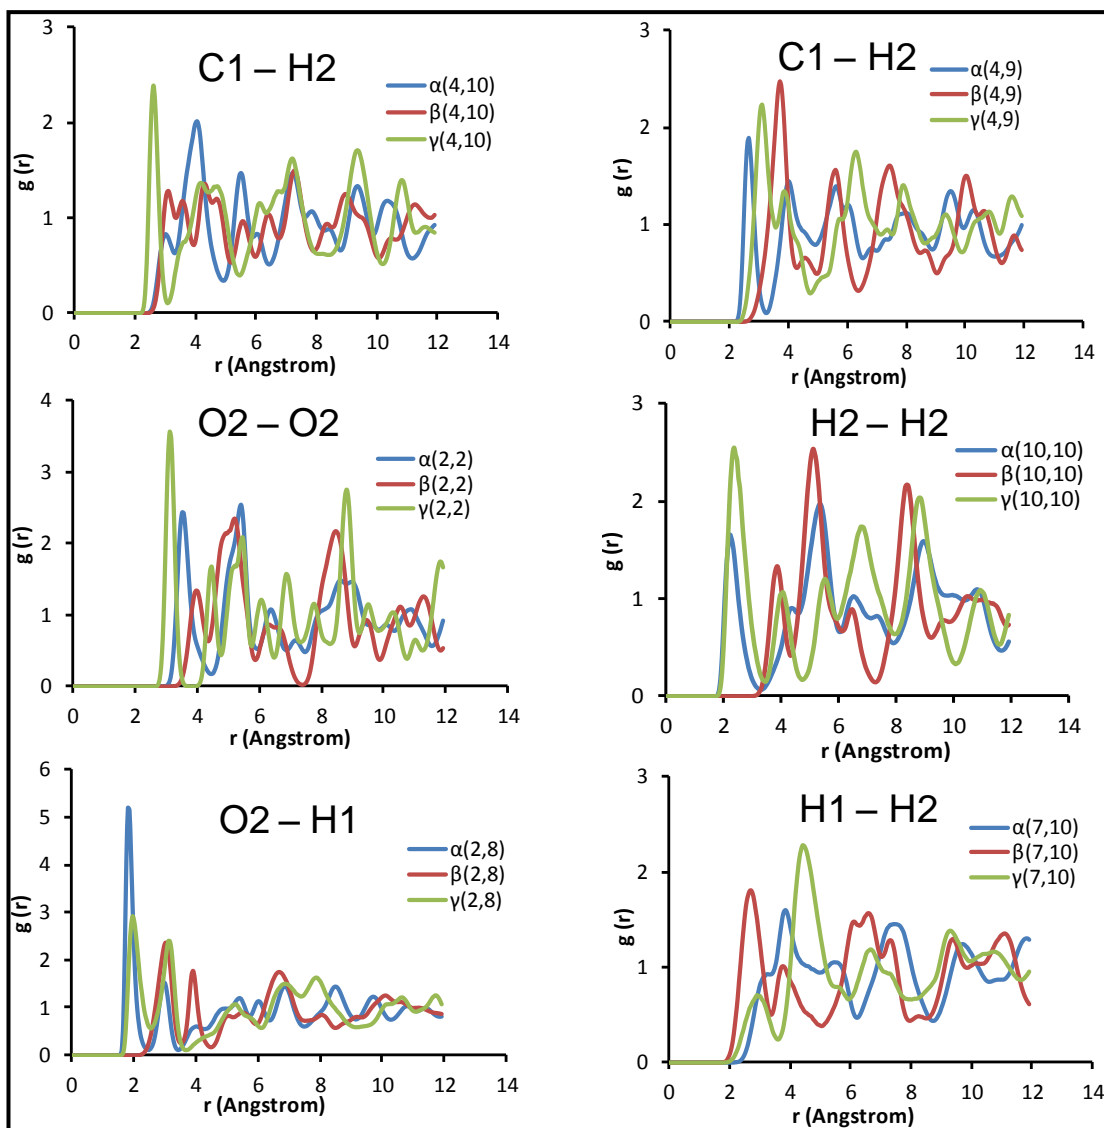 C1 – H2
α(4,10)
β(4,10)
γ(4,10)
g (r)
3
2
1
0
0 2 4 6 8 10 12 14
r (Angstrom)
C1 – H2
α(4,9)
β(4,9)
γ(4,9)
g (r)
3
2
1
0
0 2 4 6 8 10 12 14
r (Angstrom)
O2 – O2
α(2,2)
β(2,2)
γ(2,2)
g (r)
4
3
2
1
0
0 2 4 6 8 10 12 14
r (Angstrom)
H2 – H2
α(10,10)
β(10,10)
γ(10,10)
g (r)
3
2
1
0
0 2 4 6 8 10 12 14
r (Angstrom)
O2 – H1
α(2,8)
β(2,8)
γ(2,8)
g (r)
6
5
4
3
2
1
0
0 2 4 6 8 10 12 14
r (Angstrom)
H1 – H2
α(7,10)
β(7,10)
γ(7,10)
g (r)
3
2
1
0
0 2 4 6 8 10 12 14
r (Angstrom)